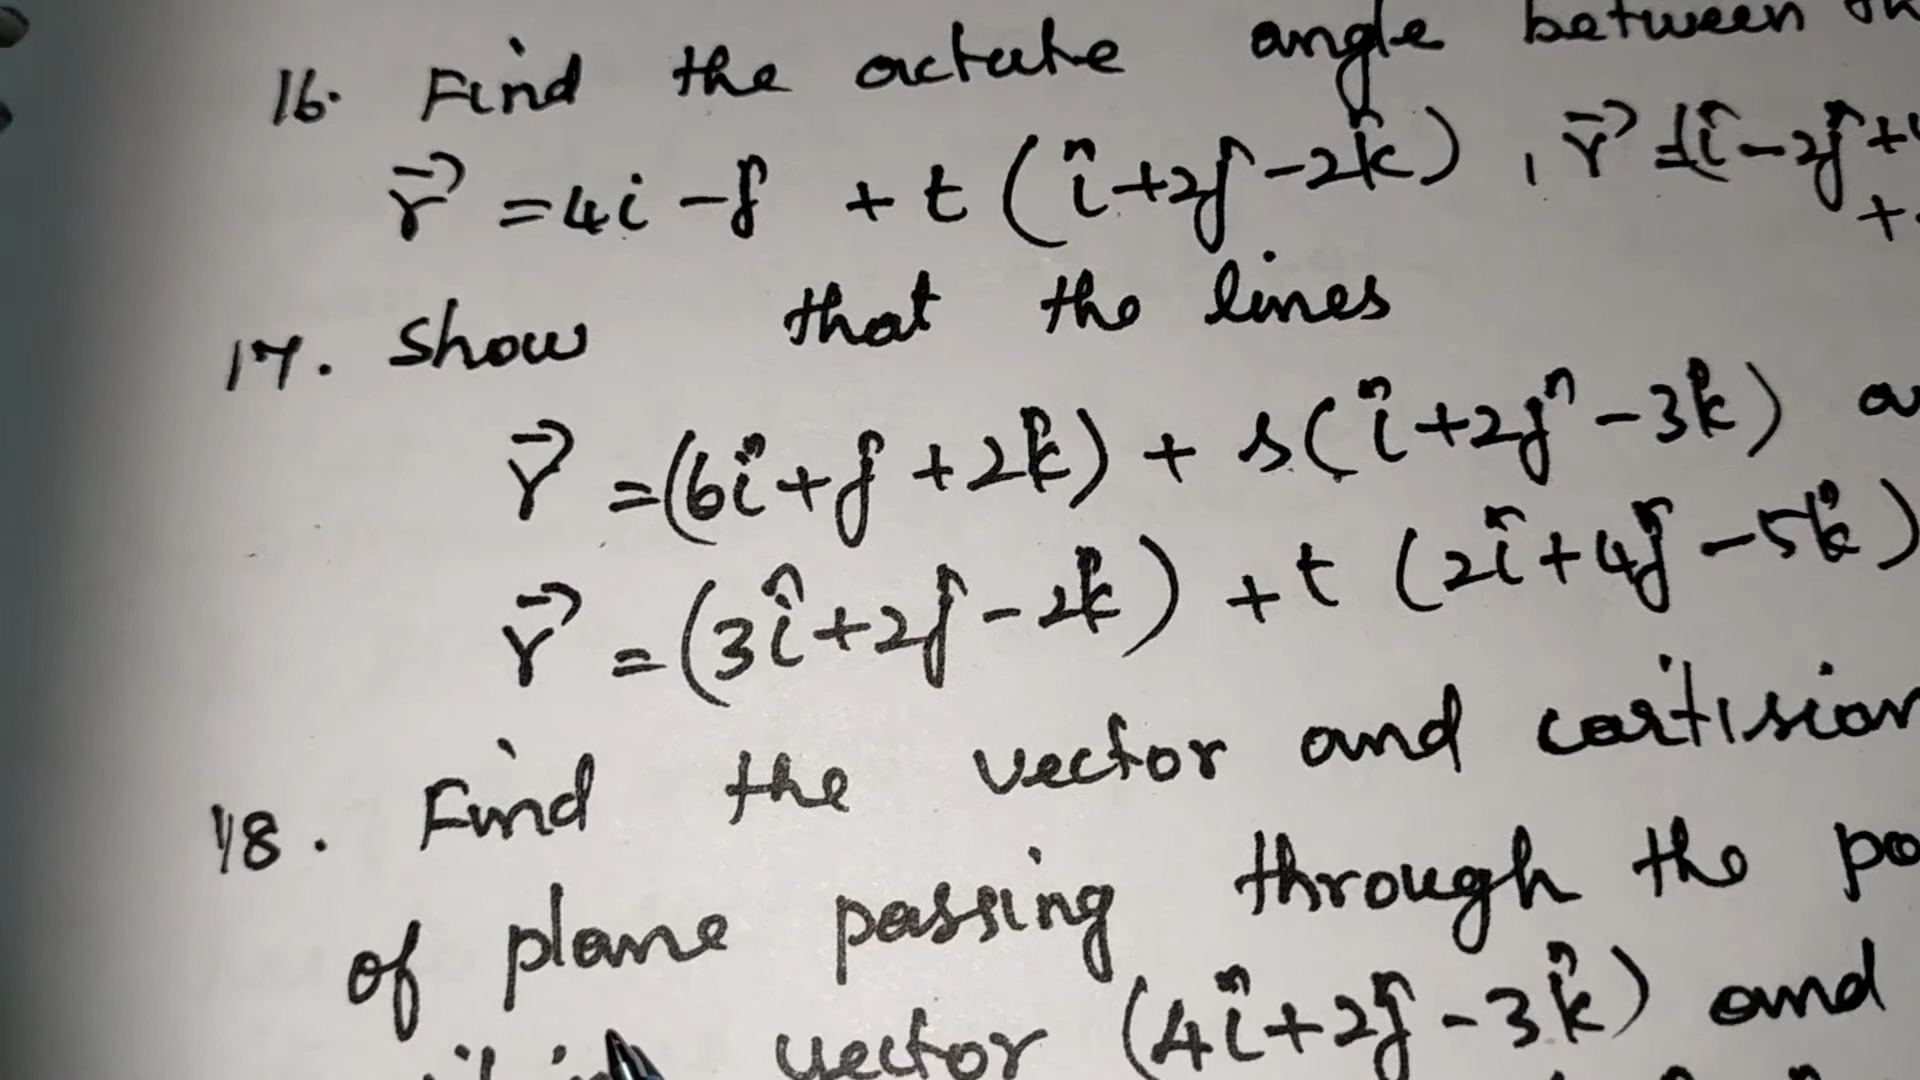 16. Find the actute angle between
r⃗ = 4i - j + t (î + 2ĵ - 2k̂) , r⃗ = (î - 2ĵ +
+
17. Show that the lines
r⃗ = (6î + ĵ + 2k̂) + s(î + 2ĵ - 3k̂)
r⃗ = (3î + 2ĵ - 2k̂) + t (2î + 4ĵ - 5k̂)
18. Find the vector and cartision
of plane passing through the
vector (4î + 2ĵ - 3k̂) and